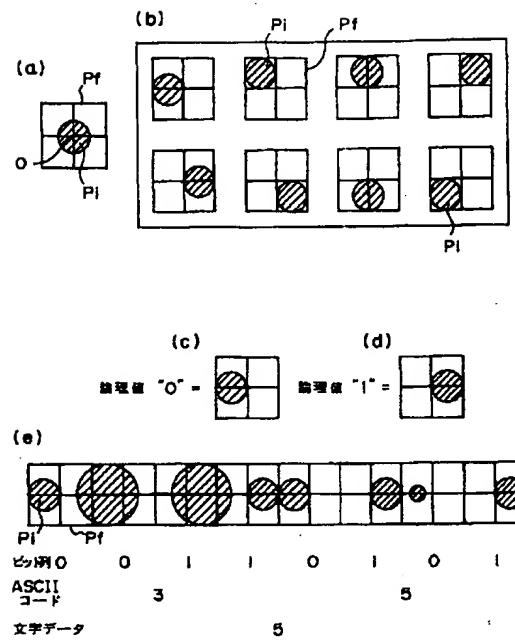 (a)
Pf
O
Pi
(b)
Pi
Pf
Pi
(c)
論理値 "0" =
(d)
論理値 "1" =
(e)
Pi
Pf
ビット列 0 0 1 1 0 1 0 1
ASCII コード 3 5
文字データ 5